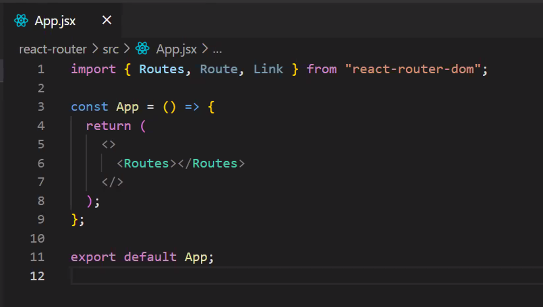 App.jsx ×
react-router > src > App.jsx > ...
1 import { Routes, Route, Link } from "react-router-dom";
2
3 const App = () => {
4   return (
5     <>
6       <Routes></Routes>
7     </>
8   );
9 };
10
11 export default App;
12